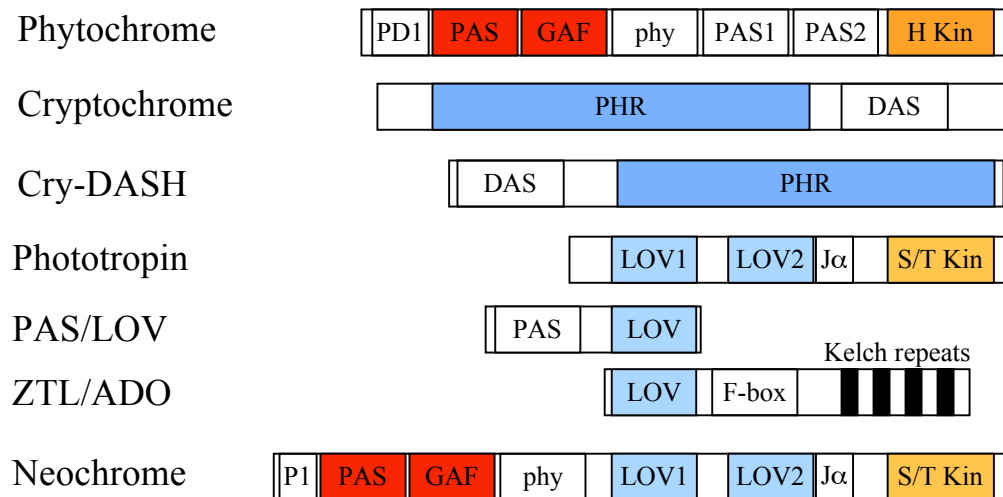 Phytochrome PD1 PAS GAF phy PAS1 PAS2 H Kin
Cryptochrome PHR DAS
Cry-DASH DAS PHR
Phototropin LOV1 LOV2 Jα S/T Kin
PAS/LOV PAS LOV
Kelch repeats
ZTL/ADO LOV F-box
Neochrome P1 PAS GAF phy LOV1 LOV2 Jα S/T Kin